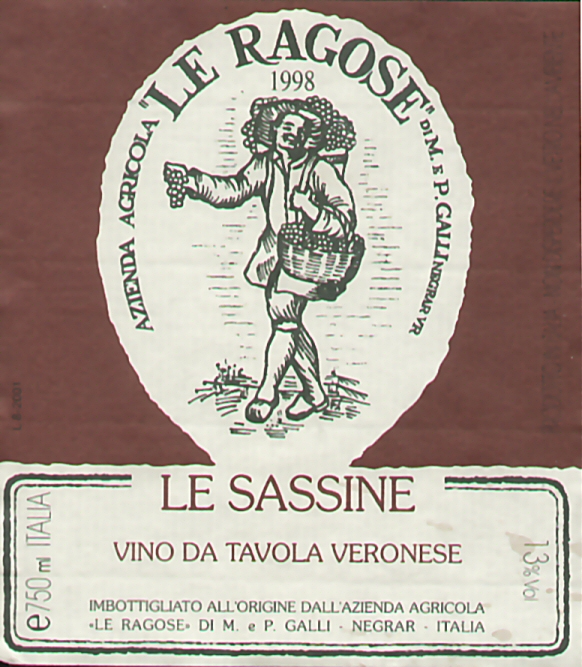 "LE RAGOSE"
1998
AZIENDA AGRICOLA
DI M. E P. GALLI NEGRAR VR
LE SASSINE
VINO DA TAVOLA VERONESE
IMBOTTIGLIATO ALL'ORIGINE DALL'AZIENDA AGRICOLA
«LE RAGOSE» DI M. e P. GALLI - NEGRAR - ITALIA
e 750 ml ITALIA
13% vol